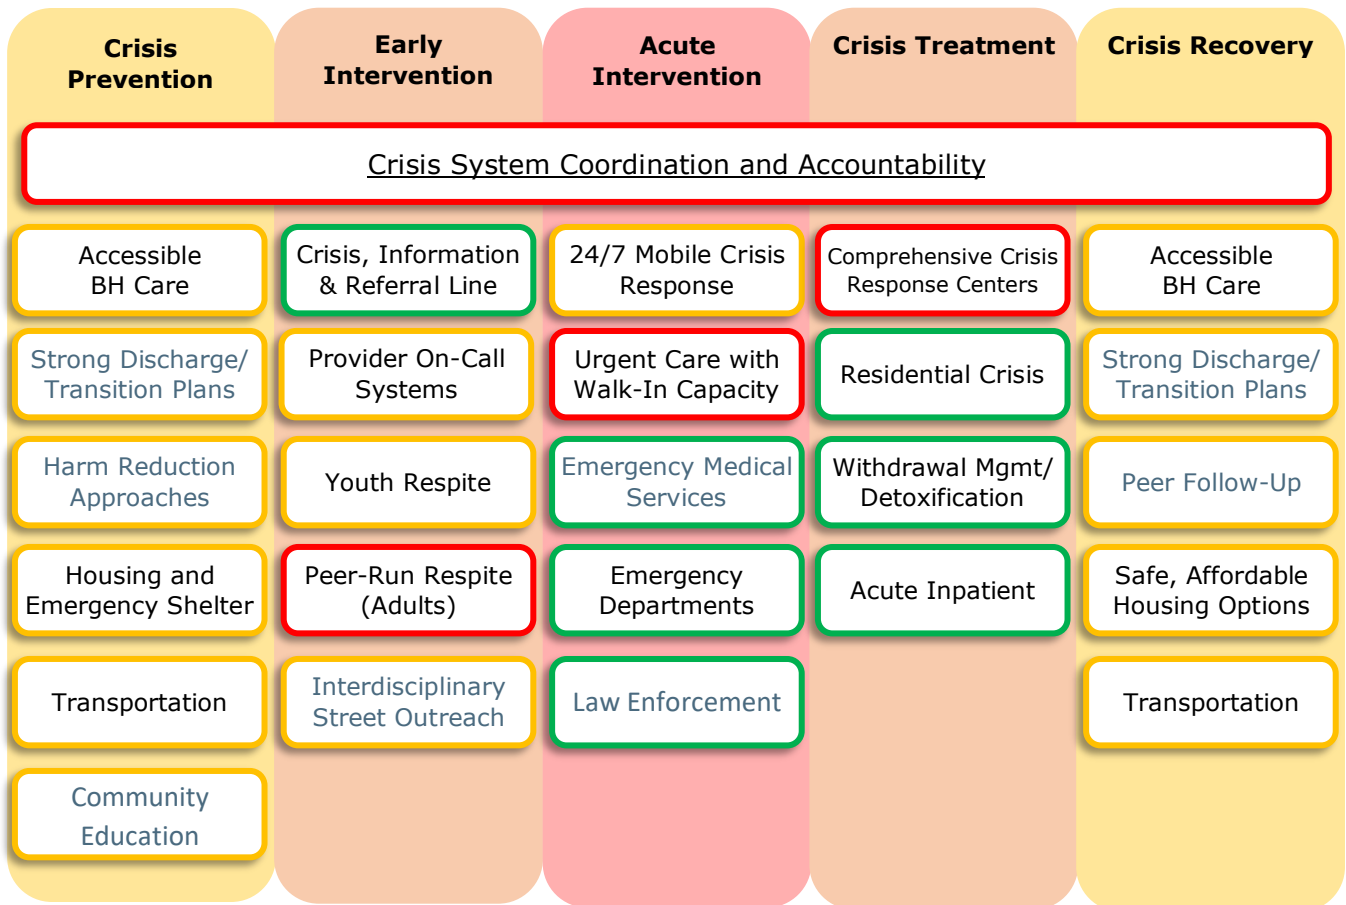 Crisis
Prevention
Early
Intervention
Acute
Intervention
Crisis Treatment
Crisis Recovery
Crisis System Coordination and Accountability
Accessible
BH Care
Strong Discharge/
Transition Plans
Harm Reduction
Approaches
Housing and
Emergency Shelter
Transportation
Community
Education
Crisis, Information
& Referral Line
Provider On-Call
Systems
Youth Respite
Peer-Run Respite
(Adults)
Interdisciplinary
Street Outreach
24/7 Mobile Crisis
Response
Urgent Care with
Walk-In Capacity
Emergency Medical
Services
Emergency
Departments
Law Enforcement
Comprehensive Crisis
Response Centers
Residential Crisis
Withdrawal Mgmt/
Detoxification
Acute Inpatient
Accessible
BH Care
Strong Discharge/
Transition Plans
Peer Follow-Up
Safe, Affordable
Housing Options
Transportation